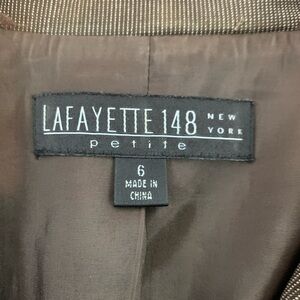 LAFAYETTE 148 NEW YORK
petite
6
MADE IN
CHINA